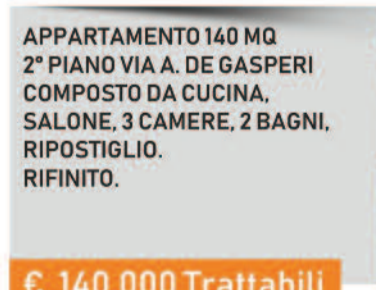 APPARTAMENTO 140 MQ
2° PIANO VIA A. DE GASPERI
COMPOSTO DA CUCINA,
SALONE, 3 CAMERE, 2 BAGNI,
RIPOSTIGLIO.
RIFINITO.
€ 140.000 Trattabili